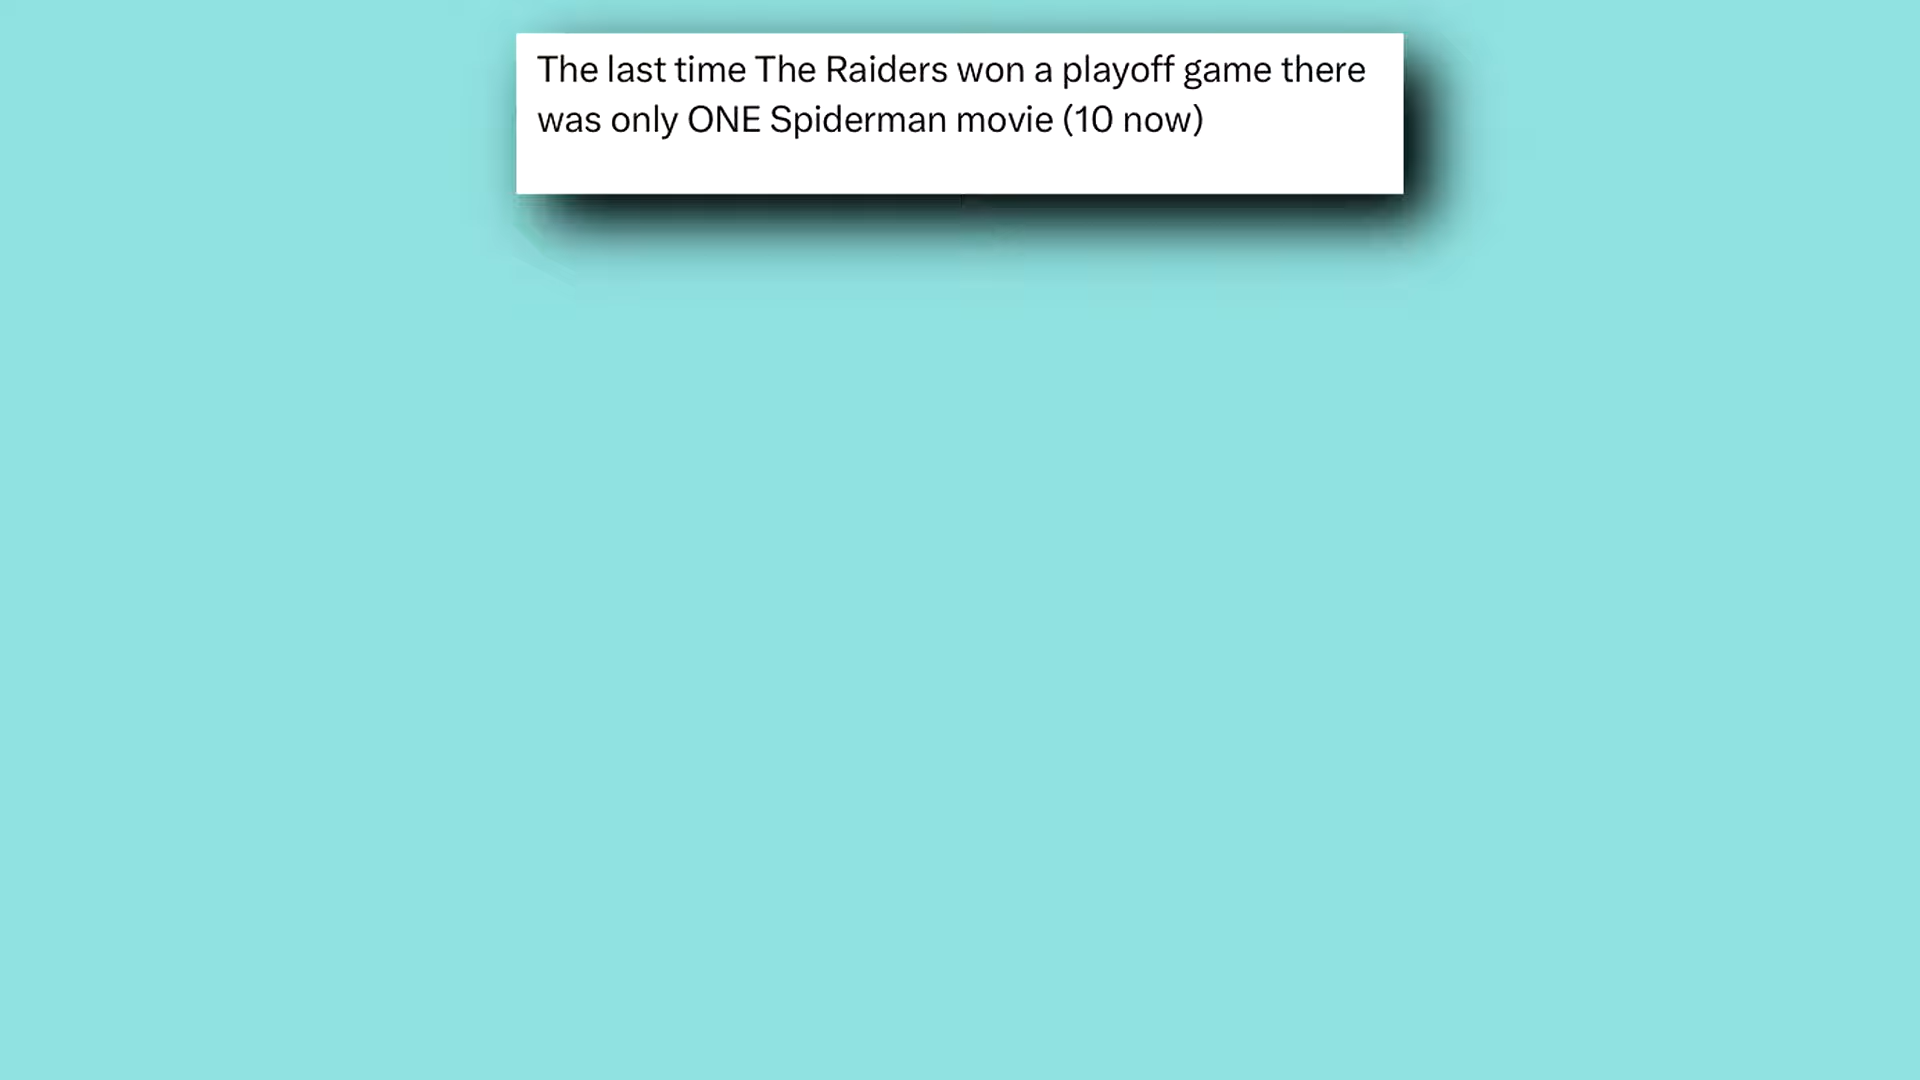 The last time The Raiders won a playoff game there
was only ONE Spiderman movie (10 now)